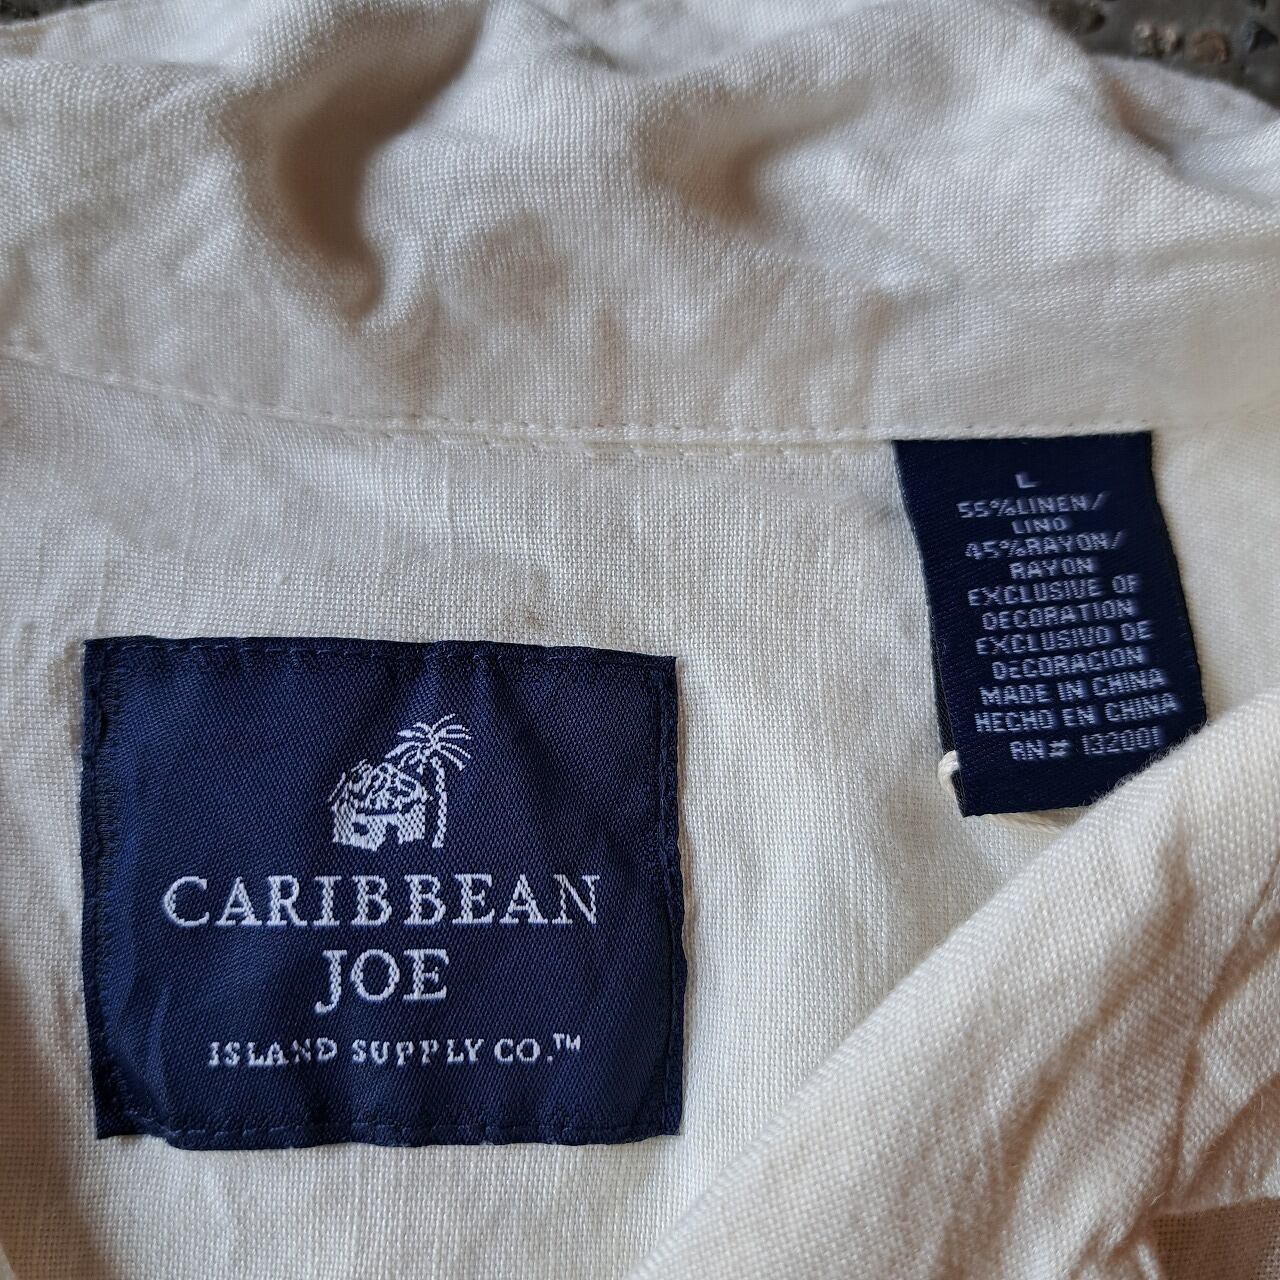 CARIBBEAN
JOE
ISLAND SUPPLY CO.™
L
55%LINEN/
LINO
45%RAYON/
RAYON
EXCLUSIVE OF
DECORATION
EXCLUSIVO DE
DECORACION
MADE IN CHINA
HECHO EN CHINA
RN# 132001